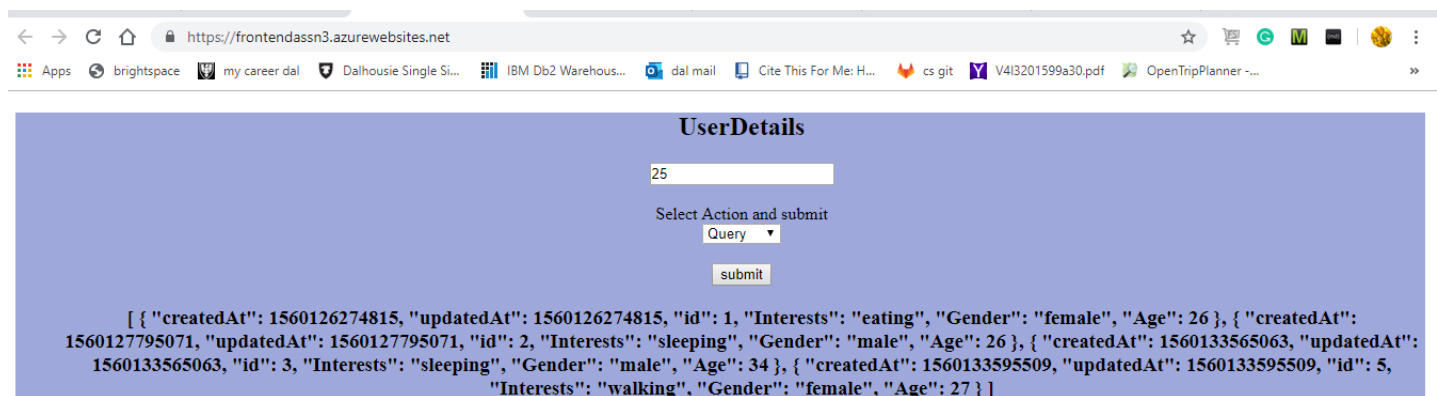 https://frontendassn3.azurewebsites.net
Apps brightspace my career dal Dalhousie Single Si... IBM Db2 Warehous... dal mail Cite This For Me: H... cs git V4I3201599a30.pdf OpenTripPlanner -... »
UserDetails
25
Select Action and submit
Query
submit
[ { "createdAt": 1560126274815, "updatedAt": 1560126274815, "id": 1, "Interests": "eating", "Gender": "female", "Age": 26 }, { "createdAt":
1560127795071, "updatedAt": 1560127795071, "id": 2, "Interests": "sleeping", "Gender": "male", "Age": 26 }, { "createdAt": 1560133565063, "updatedAt":
1560133565063, "id": 3, "Interests": "sleeping", "Gender": "male", "Age": 34 }, { "createdAt": 1560133595509, "updatedAt": 1560133595509, "id": 5,
"Interests": "walking", "Gender": "female", "Age": 27 } ]